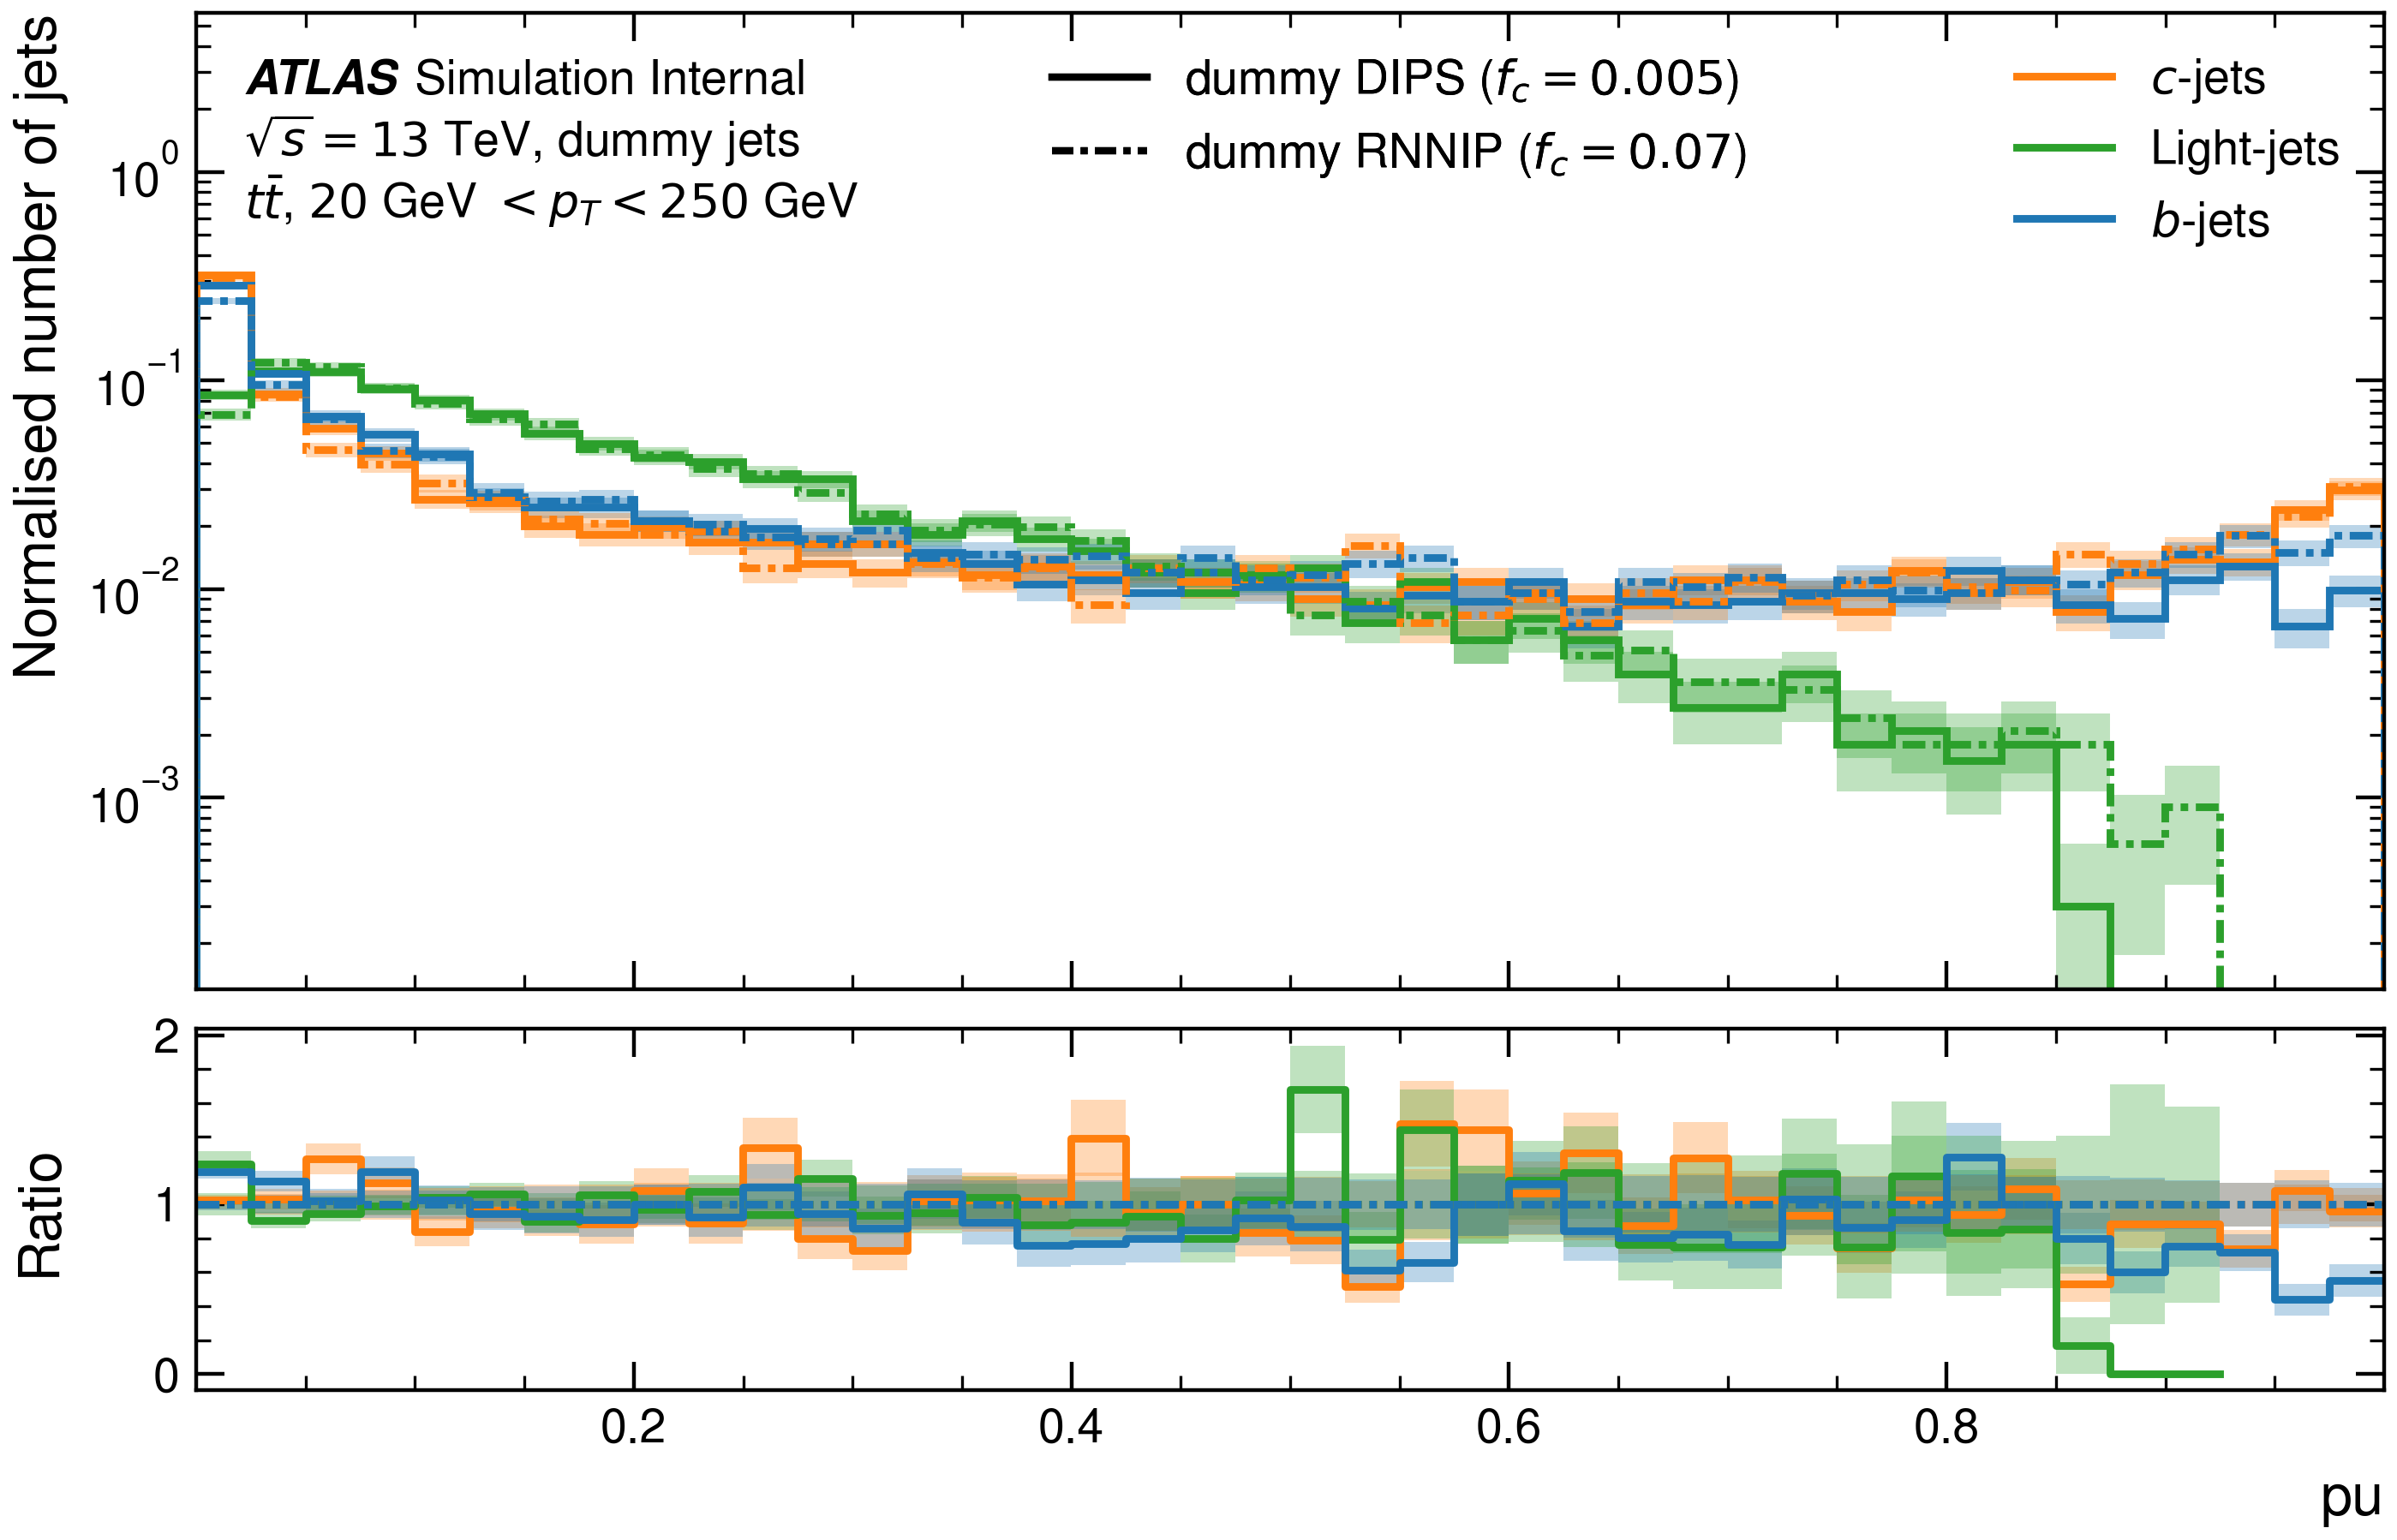 Normalised number of jets
ATLAS Simulation Internal
√s = 13 TeV, dummy jets
tt̄, 20 GeV < p_T < 250 GeV
dummy DIPS (f_c = 0.005)
dummy RNNIP (f_c = 0.07)
c-jets
Light-jets
b-jets
10⁰
10⁻¹
10⁻²
10⁻³
Ratio
2
1
0
0.2 0.4 0.6 0.8
pu